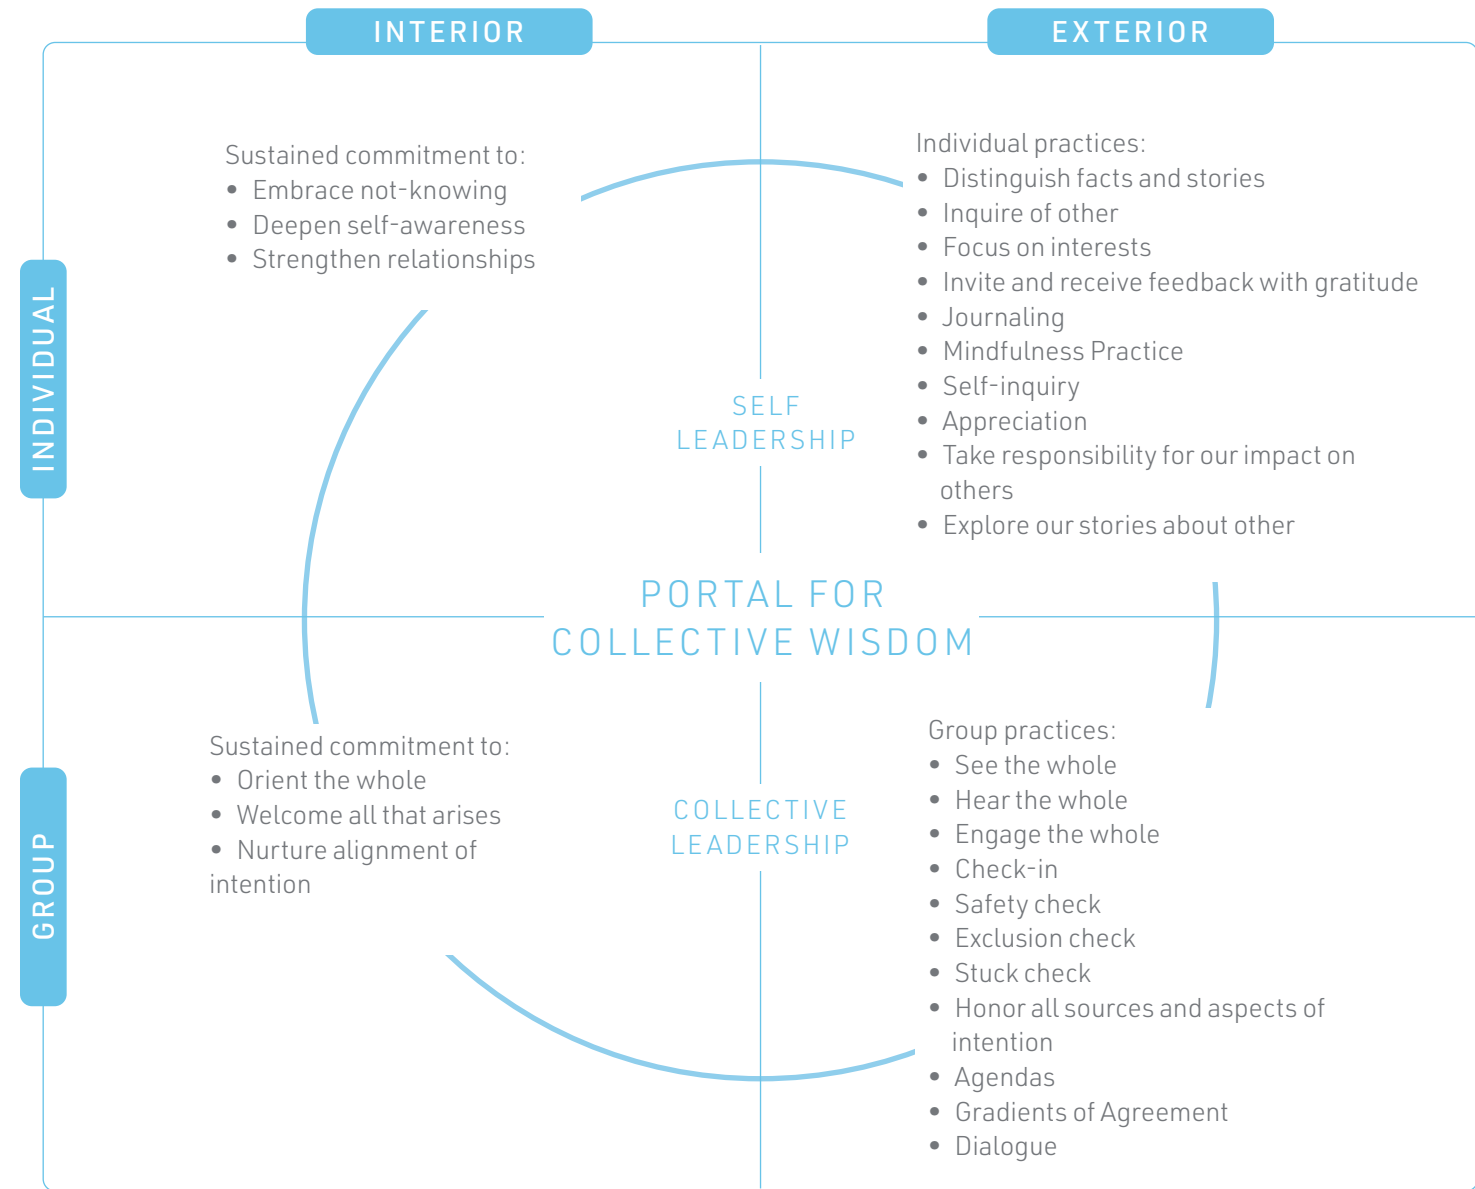 INTERIOR
EXTERIOR
INDIVIDUAL
Sustained commitment to:
• Embrace not-knowing
• Deepen self-awareness
• Strengthen relationships
Individual practices:
• Distinguish facts and stories
• Inquire of other
• Focus on interests
• Invite and receive feedback with gratitude
• Journaling
• Mindfulness Practice
• Self-inquiry
• Appreciation
• Take responsibility for our impact on
others
• Explore our stories about other
SELF
LEADERSHIP
PORTAL FOR
COLLECTIVE WISDOM
GROUP
Sustained commitment to:
• Orient the whole
• Welcome all that arises
• Nurture alignment of
intention
COLLECTIVE
LEADERSHIP
Group practices:
• See the whole
• Hear the whole
• Engage the whole
• Check-in
• Safety check
• Exclusion check
• Stuck check
• Honor all sources and aspects of
intention
• Agendas
• Gradients of Agreement
• Dialogue